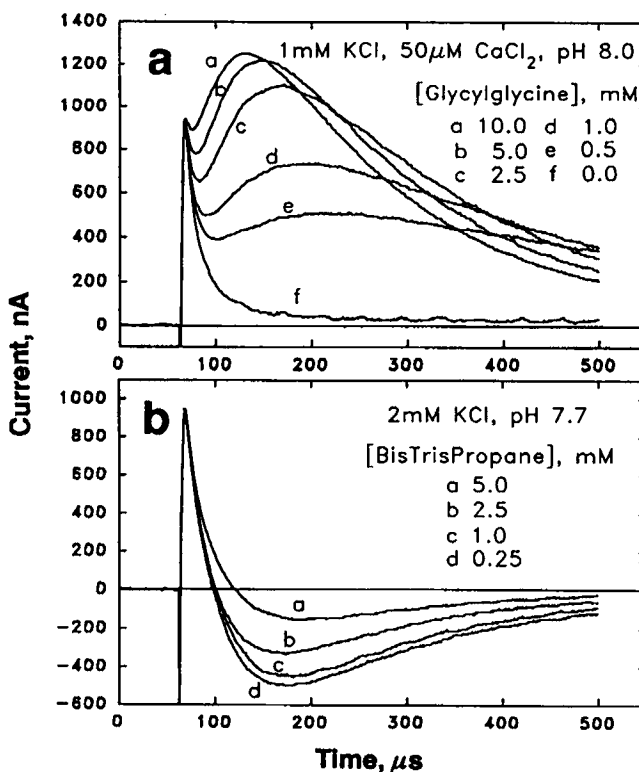 a
1mM KCl, 50μM CaCl₂, pH 8.0
[Glycylglycine], mM
a 10.0 d 1.0
b 5.0 e 0.5
c 2.5 f 0.0
a
b
c
d
e
f
1400
1200
1000
800
600
400
200
0
0 100 200 300 400 500
Current, nA
b
2mM KCl, pH 7.7
[BisTrisPropane], mM
a 5.0
b 2.5
c 1.0
d 0.25
a
b
c
d
1000
800
600
400
200
0
-200
-400
-600
0 100 200 300 400 500
Time, μs